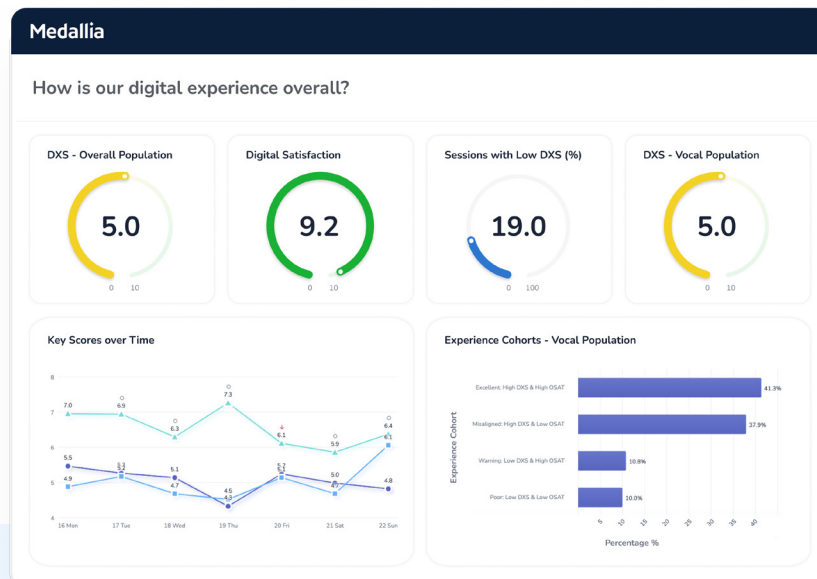 Medallia
How is our digital experience overall?
DXS - Overall Population
5.0
0 10
Digital Satisfaction
9.2
0 10
Sessions with Low DXS (%)
19.0
0 100
DXS - Vocal Population
5.0
0 10
Key Scores over Time
8
7
6
5
4
7.0
6.9
6.3
7.3
6.1
5.9
6.4
6.1
5.5
5.1
4.5
5.0
4.8
4.9
4.7
16 Mon
17 Tue
18 Wed
19 Thu
20 Fri
21 Sat
22 Sun
Experience Cohorts - Vocal Population
Experience Cohort
Excellent: High DXS & High OSAT
41.3%
Misaligned: High DXS & Low OSAT
37.9%
Warning: Low DXS & High OSAT
10.8%
Poor: Low DXS & Low OSAT
10.0%
5 10 15 20 25 30 35 40
Percentage %